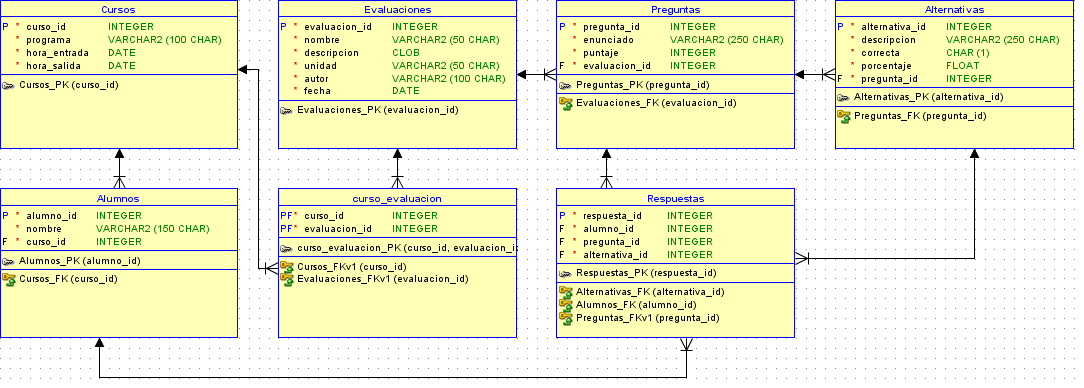 Cursos
P * curso_id INTEGER
* programa VARCHAR2 (100 CHAR)
* hora_entrada DATE
* hora_salida DATE
Cursos_PK (curso_id)
Evaluaciones
P * evaluacion_id INTEGER
* nombre VARCHAR2 (50 CHAR)
* descripcion CLOB
* unidad VARCHAR2 (50 CHAR)
* autor VARCHAR2 (100 CHAR)
* fecha DATE
Evaluaciones_PK (evaluacion_id)
Preguntas
P * pregunta_id INTEGER
* enunciado VARCHAR2 (250 CHAR)
* puntaje INTEGER
F * evaluacion_id INTEGER
Preguntas_PK (pregunta_id)
Evaluaciones_FK (evaluacion_id)
Alternativas
P * alternativa_id INTEGER
* descripcion VARCHAR2 (250 CHAR)
* correcta CHAR (1)
* porcentaje FLOAT
F * pregunta_id INTEGER
Alternativas_PK (alternativa_id)
Preguntas_FK (pregunta_id)
Alumnos
P * alumno_id INTEGER
* nombre VARCHAR2 (150 CHAR)
F * curso_id INTEGER
Alumnos_PK (alumno_id)
Cursos_FK (curso_id)
curso_evaluacion
PF* curso_id INTEGER
PF* evaluacion_id INTEGER
curso_evaluacion_PK (curso_id, evaluacion_i
Cursos_FKv1 (curso_id)
Evaluaciones_FKv1 (evaluacion_id)
Respuestas
P * respuesta_id INTEGER
F * alumno_id INTEGER
F * pregunta_id INTEGER
F * alternativa_id INTEGER
Respuestas_PK (respuesta_id)
Alternativas_FK (alternativa_id)
Alumnos_FK (alumno_id)
Preguntas_FKv1 (pregunta_id)